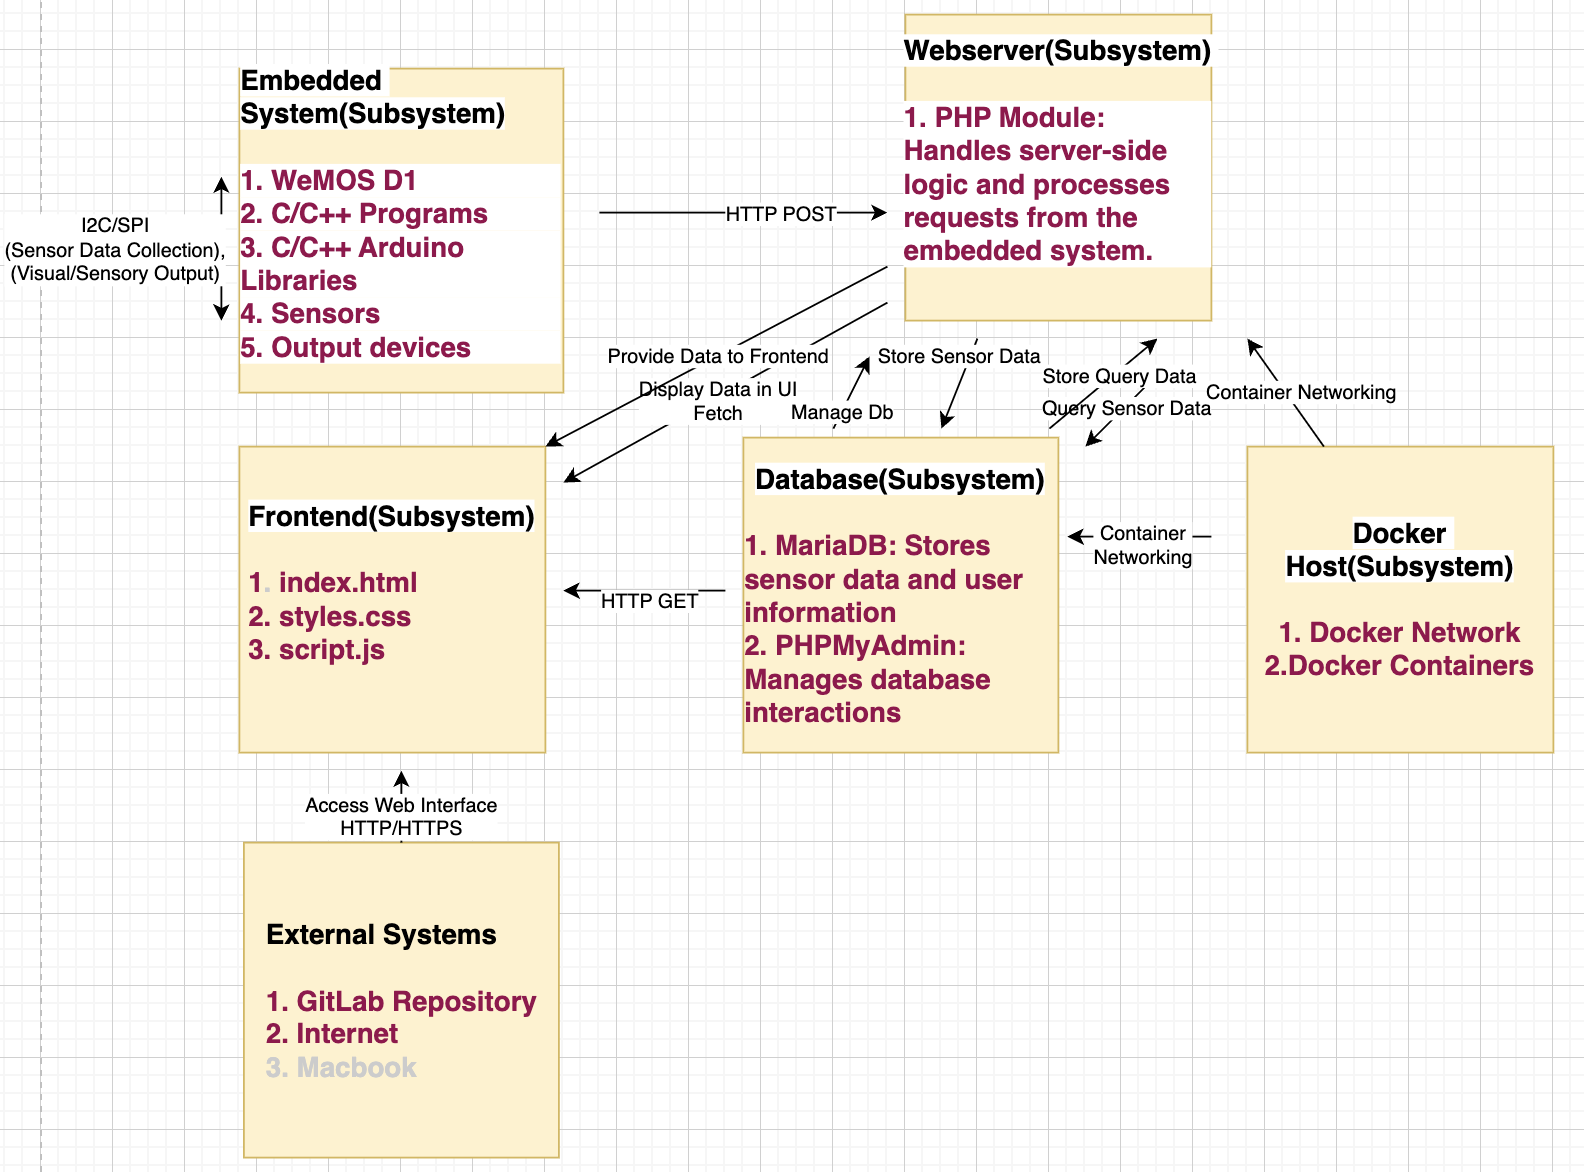 Embedded
System(Subsystem)
1. WeMOS D1
2. C/C++ Programs
3. C/C++ Arduino
Libraries
4. Sensors
5. Output devices
I2C/SPI
(Sensor Data Collection),
(Visual/Sensory Output)
HTTP POST
Webserver(Subsystem)
1. PHP Module:
Handles server-side
logic and processes
requests from the
embedded system.
Provide Data to Frontend
Display Data in UI
Fetch
Manage Db
Store Sensor Data
Store Query Data
Query Sensor Data
Container Networking
Frontend(Subsystem)
1. index.html
2. styles.css
3. script.js
HTTP GET
Database(Subsystem)
1. MariaDB: Stores
sensor data and user
information
2. PHPMyAdmin:
Manages database
interactions
Container
Networking
Docker
Host(Subsystem)
1. Docker Network
2.Docker Containers
Access Web Interface
HTTP/HTTPS
External Systems
1. GitLab Repository
2. Internet
3. Macbook